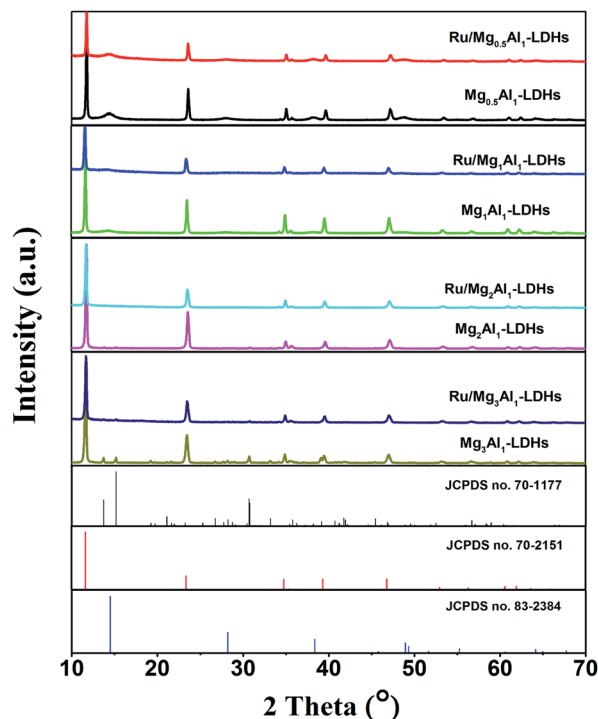 Ru/Mg₀.₅Al₁-LDHs
Mg₀.₅Al₁-LDHs
Ru/Mg₁Al₁-LDHs
Mg₁Al₁-LDHs
Ru/Mg₂Al₁-LDHs
Mg₂Al₁-LDHs
Ru/Mg₃Al₁-LDHs
Mg₃Al₁-LDHs
JCPDS no. 70-1177
JCPDS no. 70-2151
JCPDS no. 83-2384
Intensity (a.u.)
10 20 30 40 50 60 70
2 Theta (°)